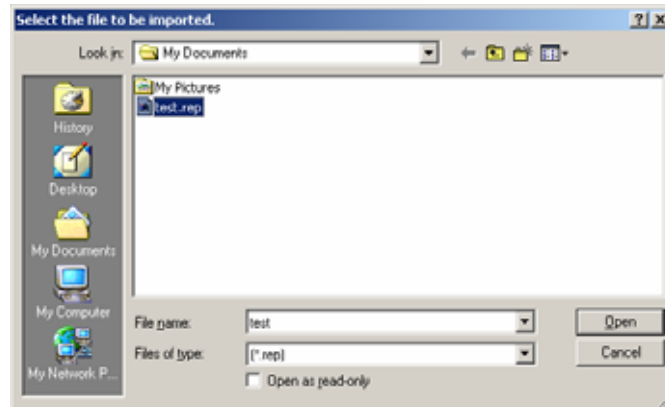 Select the file to be imported.
Look in: My Documents
My Pictures
test.rep
History
Desktop
My Documents
My Computer
My Network P...
File name: test Open
Files of type: (*.rep) Cancel
Open as read-only